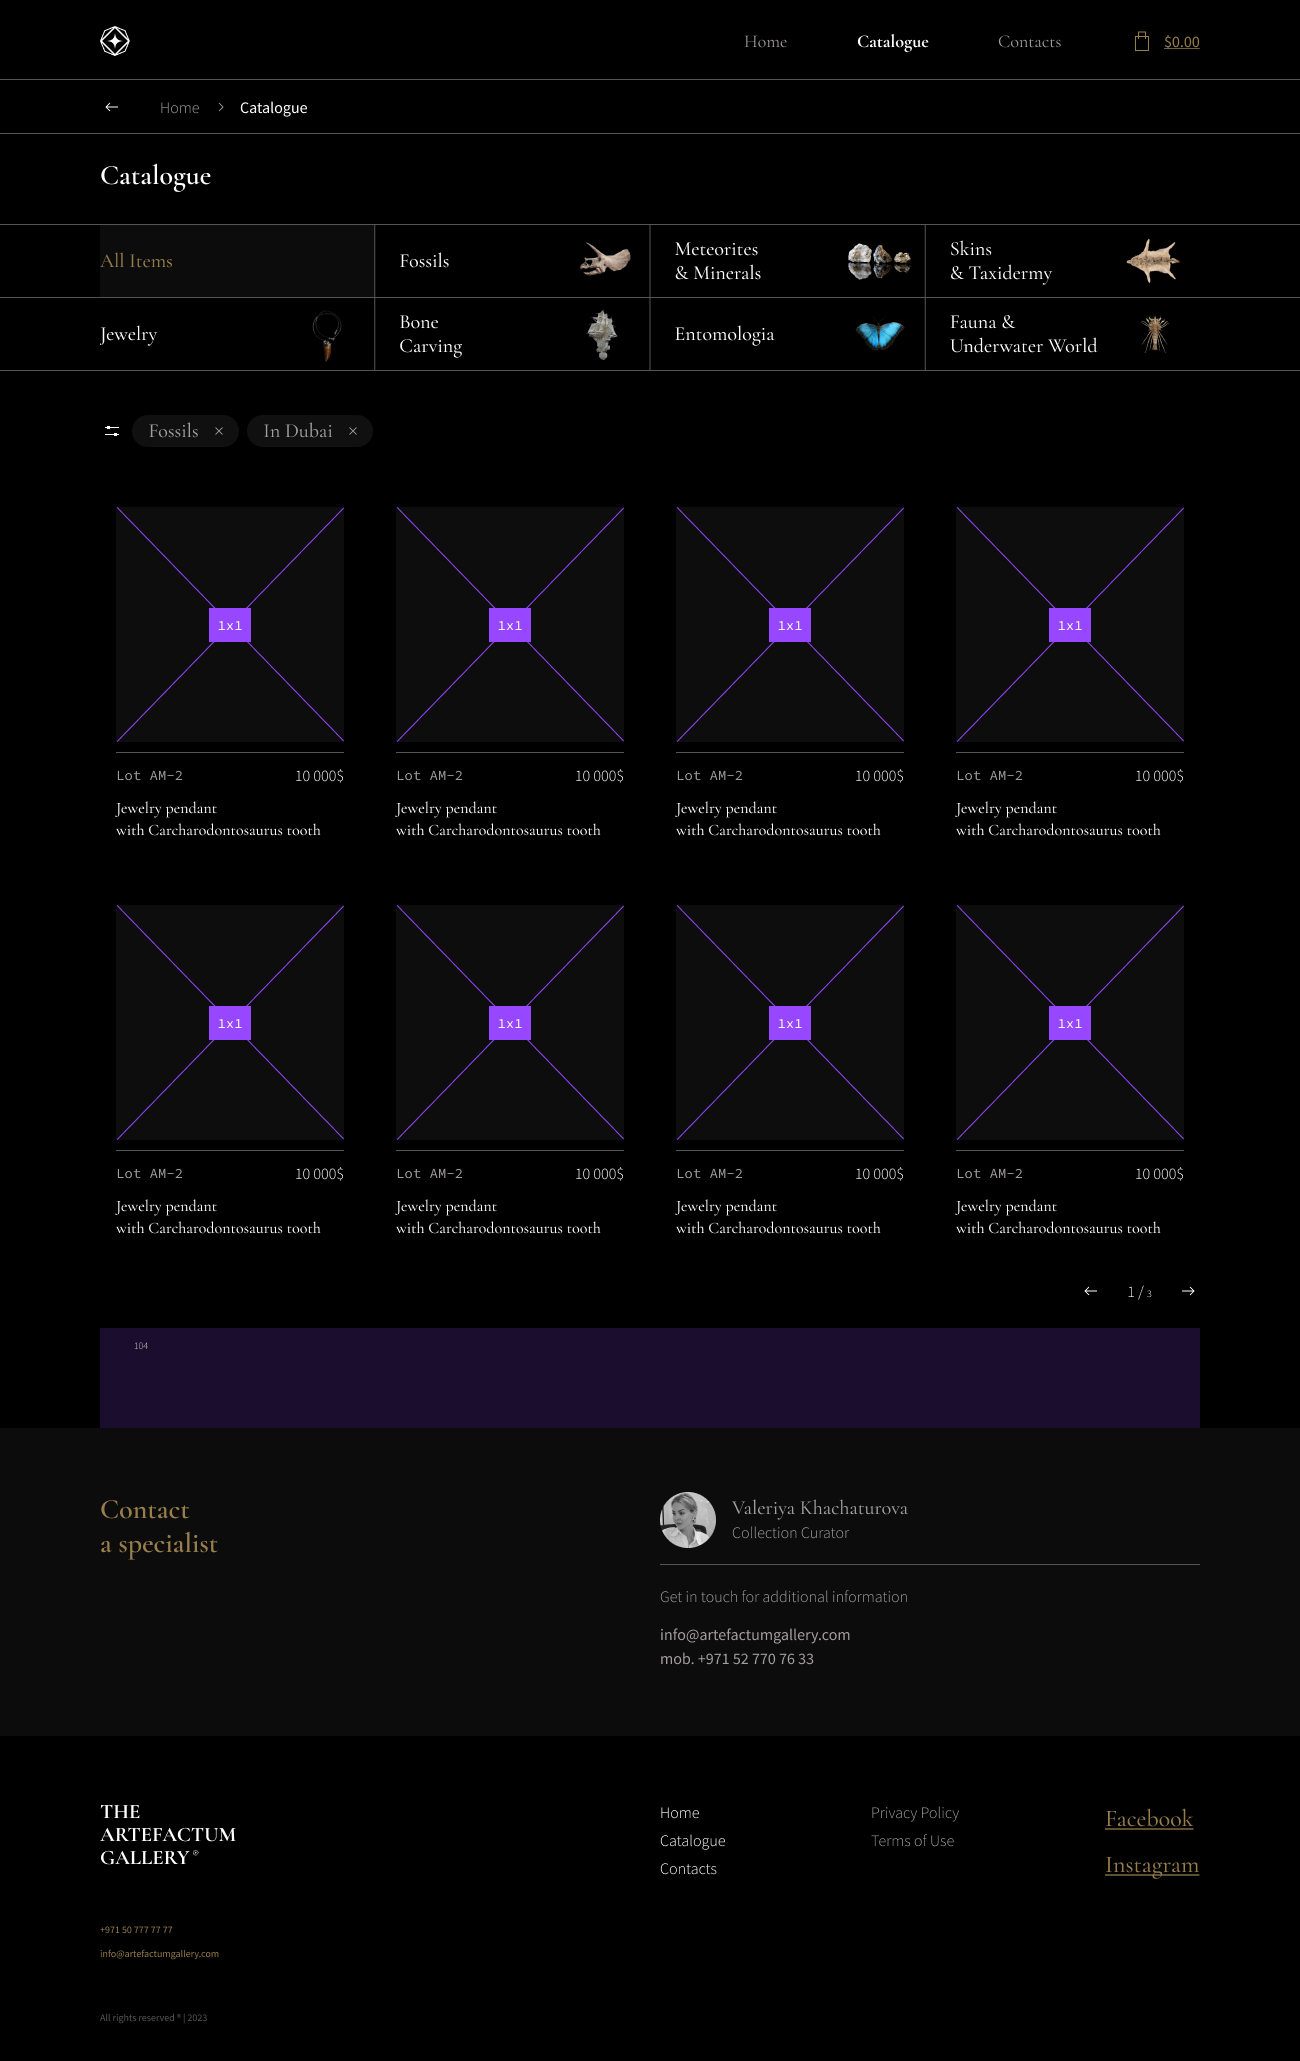 Home
Catalogue
Contacts
$0.00
Home
Catalogue
Catalogue
All Items
Fossils
Meteorites
& Minerals
Skins
& Taxidermy
Jewelry
Bone
Carving
Entomologia
Fauna &
Underwater World
Fossils
In Dubai
1x1
1x1
1x1
1x1
Lot AM-2 10 000$
Jewelry pendant
with Carcharodontosaurus tooth
Lot AM-2 10 000$
Jewelry pendant
with Carcharodontosaurus tooth
Lot AM-2 10 000$
Jewelry pendant
with Carcharodontosaurus tooth
Lot AM-2 10 000$
Jewelry pendant
with Carcharodontosaurus tooth
1x1
1x1
1x1
1x1
Lot AM-2 10 000$
Jewelry pendant
with Carcharodontosaurus tooth
Lot AM-2 10 000$
Jewelry pendant
with Carcharodontosaurus tooth
Lot AM-2 10 000$
Jewelry pendant
with Carcharodontosaurus tooth
Lot AM-2 10 000$
Jewelry pendant
with Carcharodontosaurus tooth
1 / 3
104
Contact
a specialist
Valeriya Khachaturova
Collection Curator
Get in touch for additional information
info@artefactumgallery.com
mob. +971 52 770 76 33
THE
ARTEFACTUM
GALLERY ®
Home
Catalogue
Contacts
Privacy Policy
Terms of Use
Facebook
Instagram
+971 50 777 77 77
info@artefactumgallery.com
All rights reserved ® | 2023